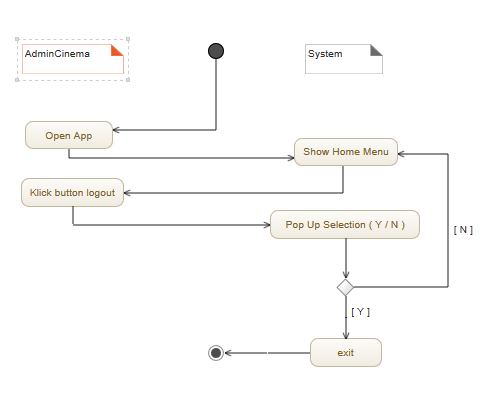 AdminCinema
System
Open App
Show Home Menu
Klick button logout
Pop Up Selection ( Y / N )
[ N ]
[ Y ]
exit